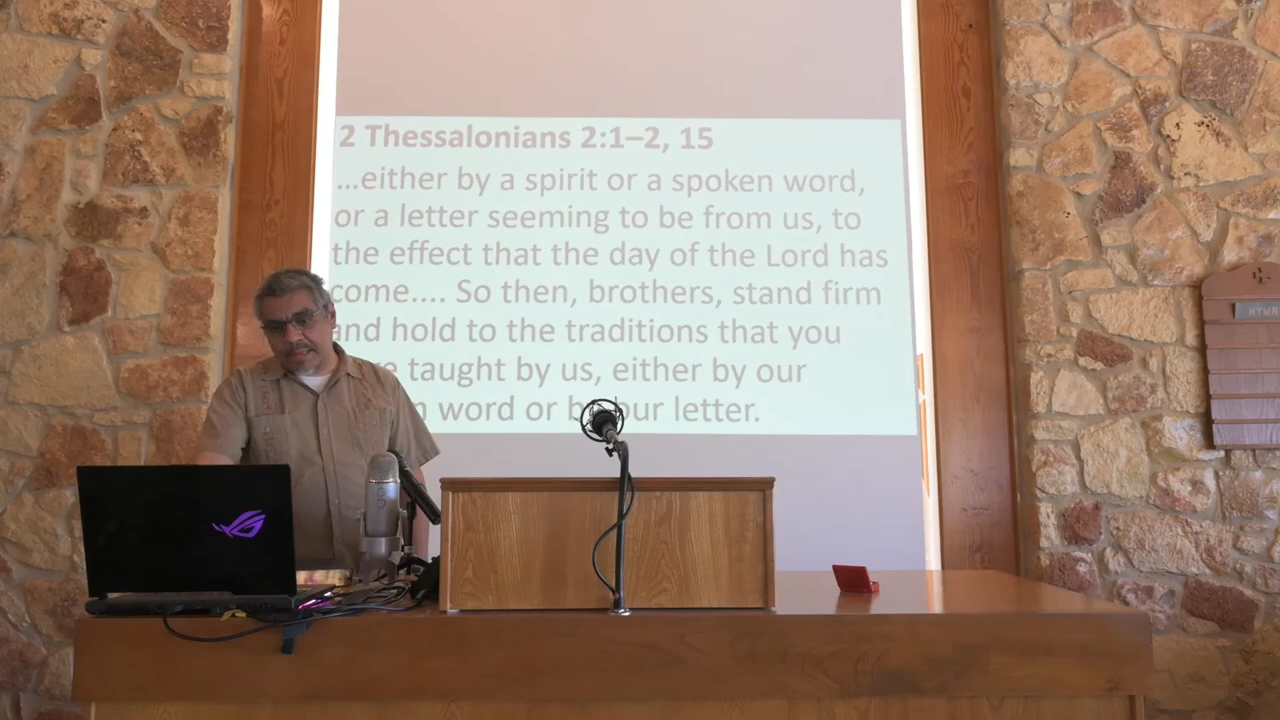 2 Thessalonians 2:1–2, 15
...either by a spirit or a spoken word,
or a letter seeming to be from us, to
the effect that the day of the Lord has
come.... So then, brothers, stand firm
and hold to the traditions that you
taught by us, either by our
word or by our letter.
HYMN